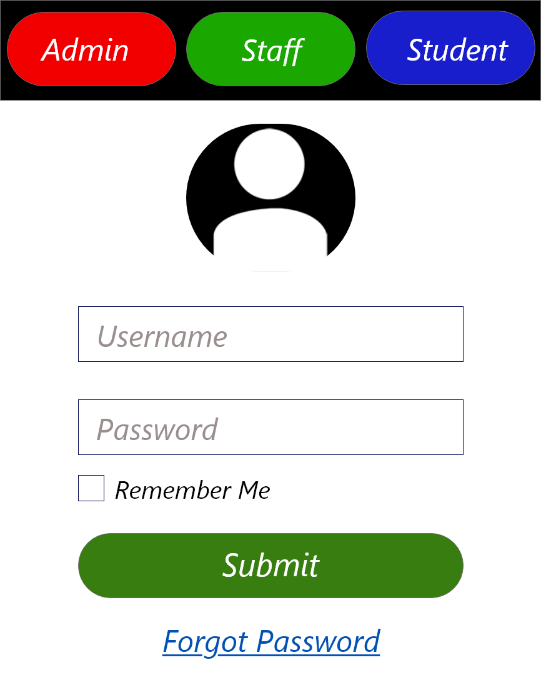 Admin Staff Student
Username
Password
Remember Me
Submit
Forgot Password